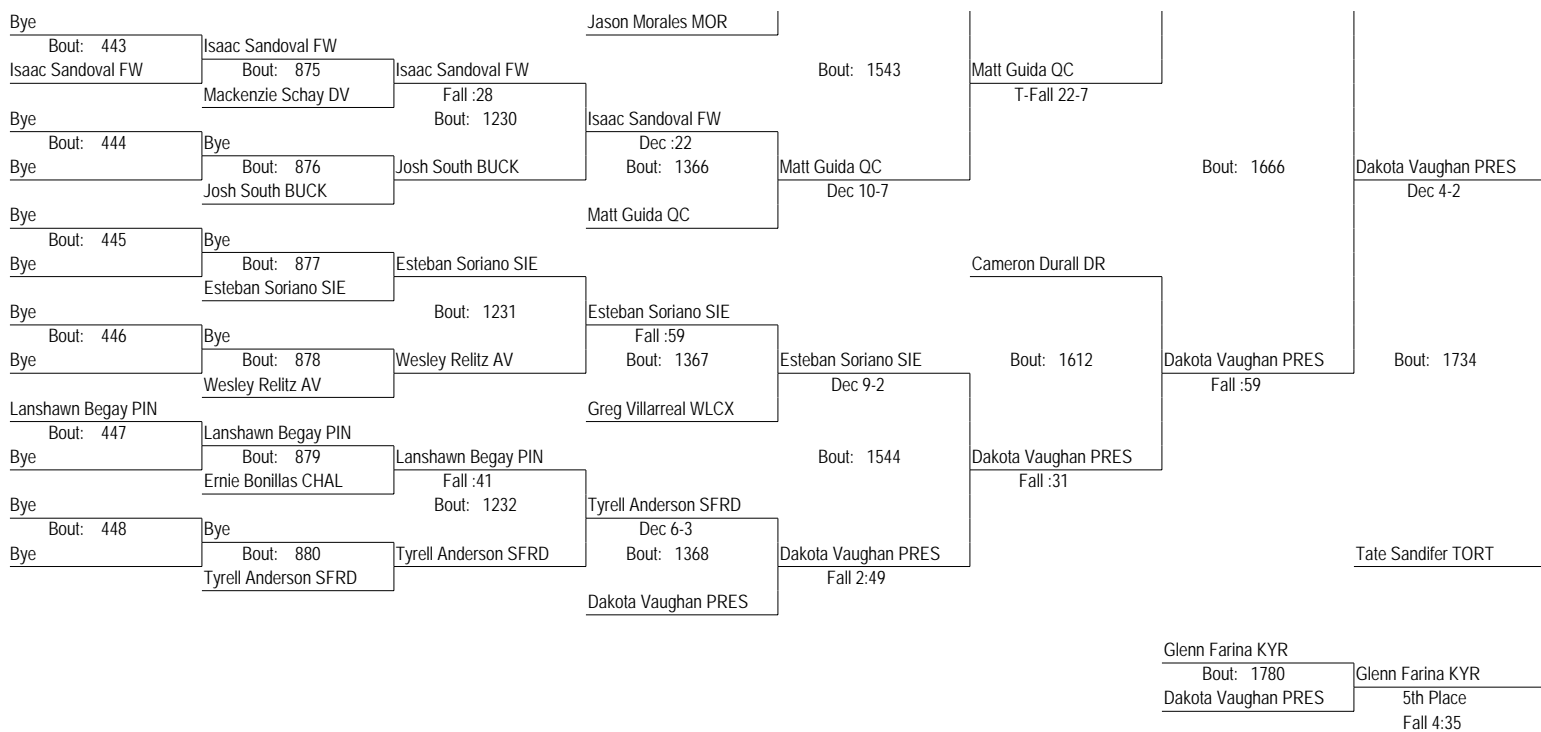 Bye
Jason Morales MOR
Bout: 443
Isaac Sandoval FW
Isaac Sandoval FW
Bout: 875
Isaac Sandoval FW
Bout: 1543
Matt Guida QC
Mackenzie Schay DV
Fall :28
T-Fall 22-7
Bye
Bout: 1230
Isaac Sandoval FW
Bout: 444
Bye
Dec :22
Bye
Bout: 876
Josh South BUCK
Bout: 1366
Matt Guida QC
Bout: 1666
Dakota Vaughan PRES
Josh South BUCK
Dec 10-7
Dec 4-2
Bye
Matt Guida QC
Bout: 445
Bye
Bye
Bout: 877
Esteban Soriano SIE
Cameron Durall DR
Esteban Soriano SIE
Bye
Bout: 1231
Esteban Soriano SIE
Bout: 446
Bye
Fall :59
Bye
Bout: 878
Wesley Relitz AV
Bout: 1367
Esteban Soriano SIE
Bout: 1612
Dakota Vaughan PRES
Bout: 1734
Wesley Relitz AV
Dec 9-2
Fall :59
Lanshawn Begay PIN
Greg Villarreal WLCX
Bout: 447
Lanshawn Begay PIN
Bye
Bout: 879
Lanshawn Begay PIN
Bout: 1544
Dakota Vaughan PRES
Ernie Bonillas CHAL
Fall :41
Fall :31
Bye
Bout: 1232
Tyrell Anderson SFRD
Bout: 448
Bye
Dec 6-3
Bye
Bout: 880
Tyrell Anderson SFRD
Bout: 1368
Dakota Vaughan PRES
Tate Sandifer TORT
Tyrell Anderson SFRD
Fall 2:49
Dakota Vaughan PRES
Glenn Farina KYR
Bout: 1780
Glenn Farina KYR
Dakota Vaughan PRES
5th Place
Fall 4:35